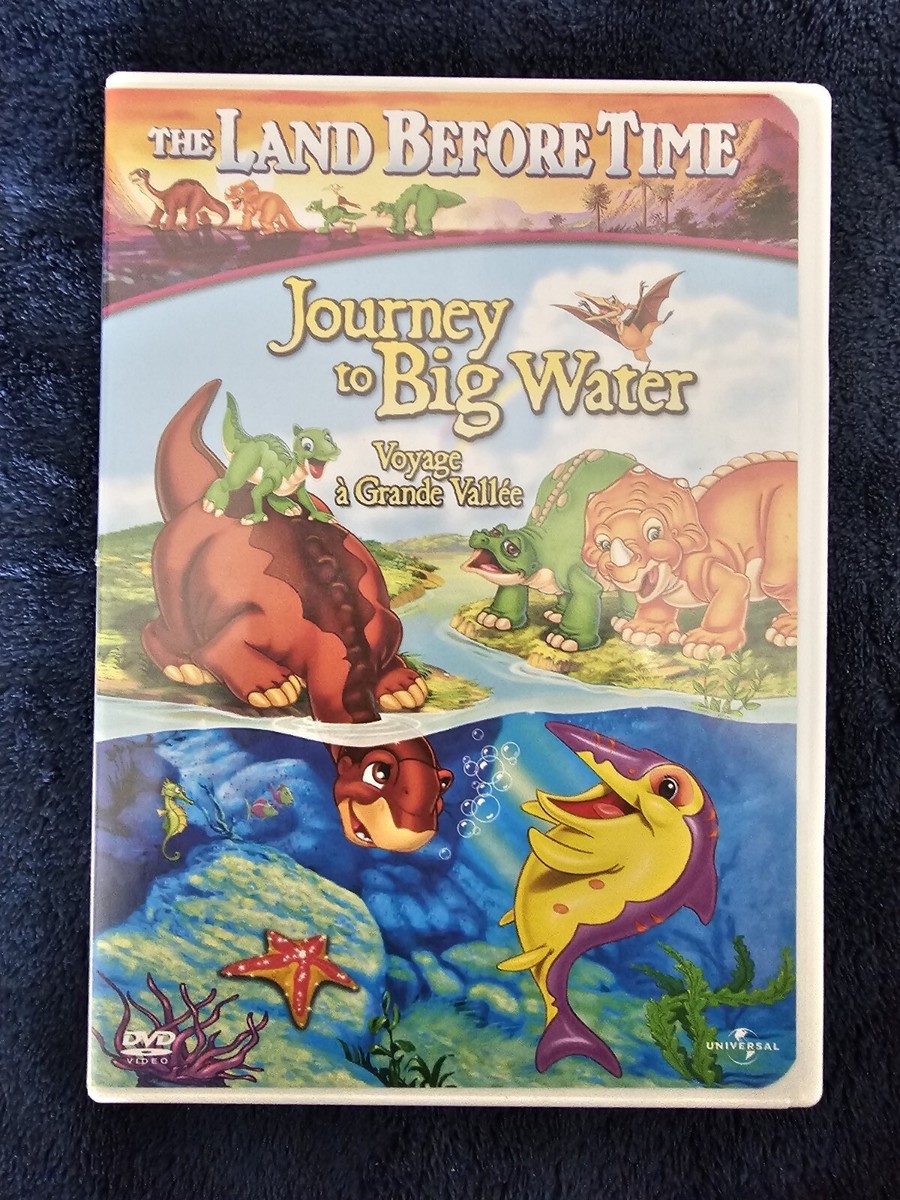 THE LAND BEFORE TIME
Journey
to Big Water
Voyage
à Grande Vallée
DVD
VIDEO
UNIVERSAL